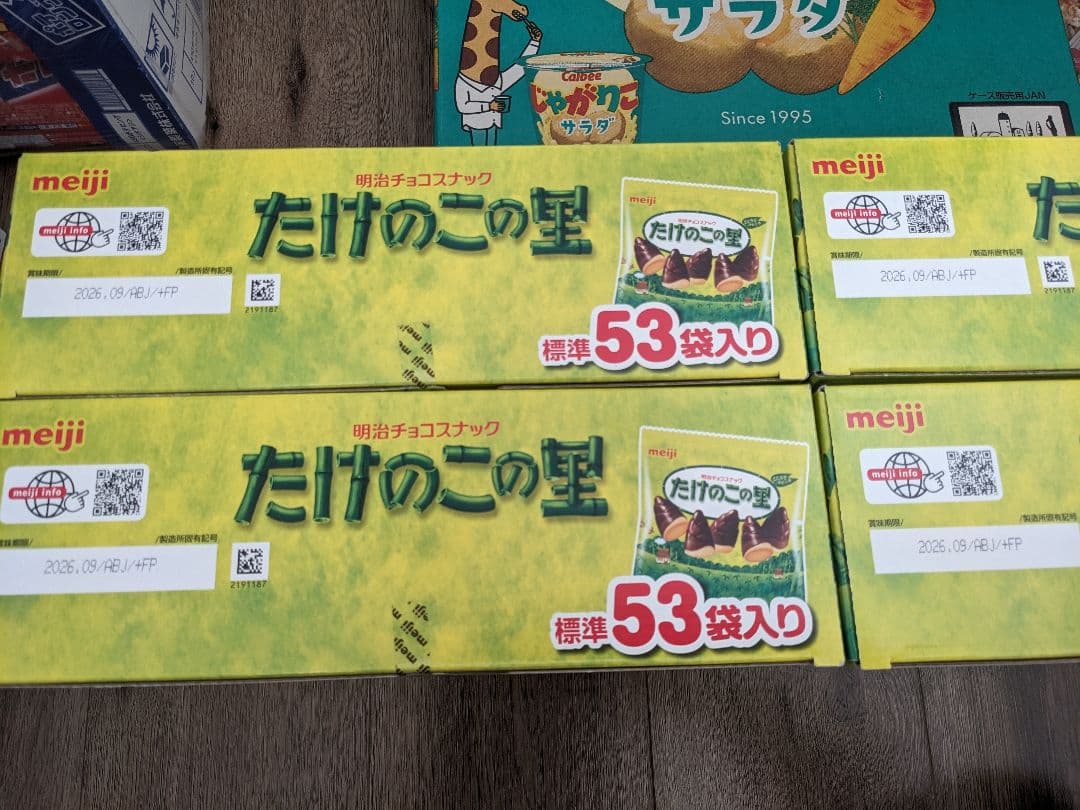 サラダ
Calbee
じゃがりこ
サラダ
Since 1995
ケース販売用JAN
meiji
meiji info
賞味期限/
/製造所固有記号
2026.09/ABJ/+FP
2191187
明治チョコスナック
たけのこの里
meiji
明治チョコスナック
たけのこの里
標準53袋入り
meiji
meiji
meiji
meiji info
賞味期限/
/製造所固有記号
2026.09/ABJ/+FP
2191187
た
meiji
meiji info
賞味期限/
/製造所固有記号
2026.09/ABJ/+FP
2191187
明治チョコスナック
たけのこの里
meiji
明治チョコスナック
たけのこの里
標準53袋入り
meiji
meiji
meiji
meiji info
賞味期限/
/製造所固有記号
2026.09/ABJ/+FP